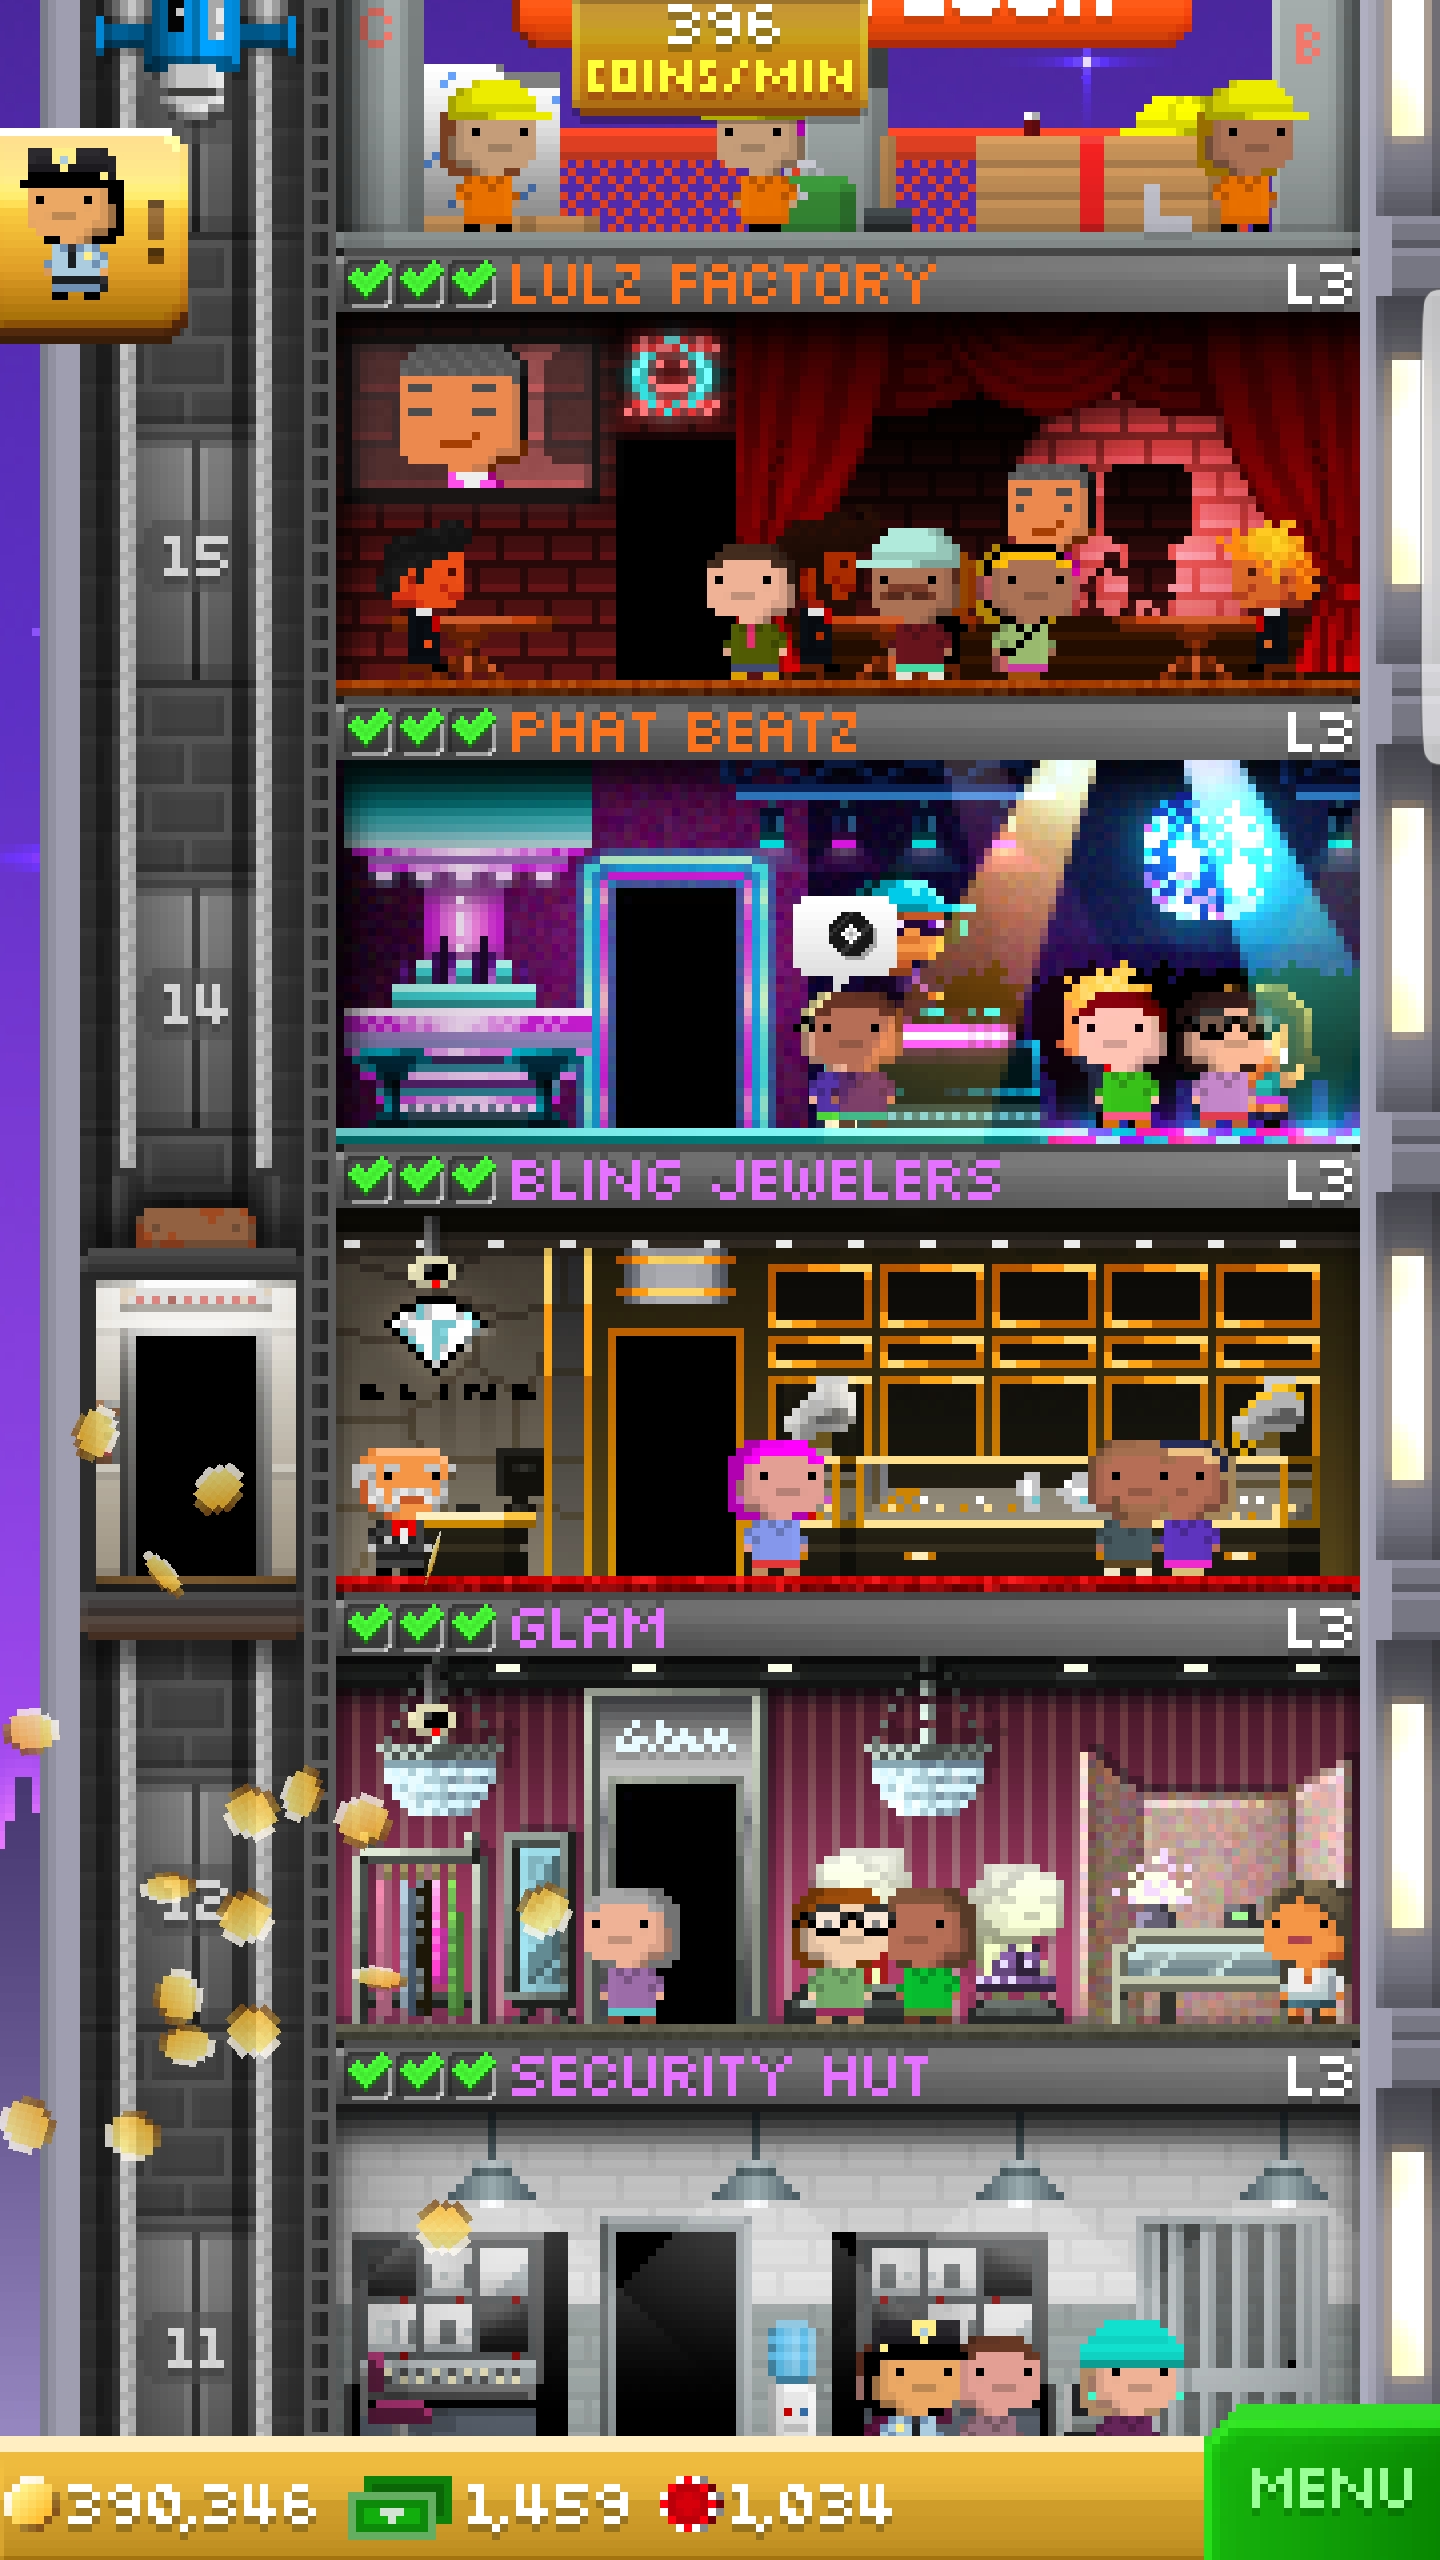 C
B
396
COINS/MIN
LULZ FACTORY L3
15
PHAT BEATZ L3
14
BLING JEWELERS L3
BLING
GLAM L3
Glam
12
SECURITY HUT L3
11
390,346 1,459 1,034
MENU